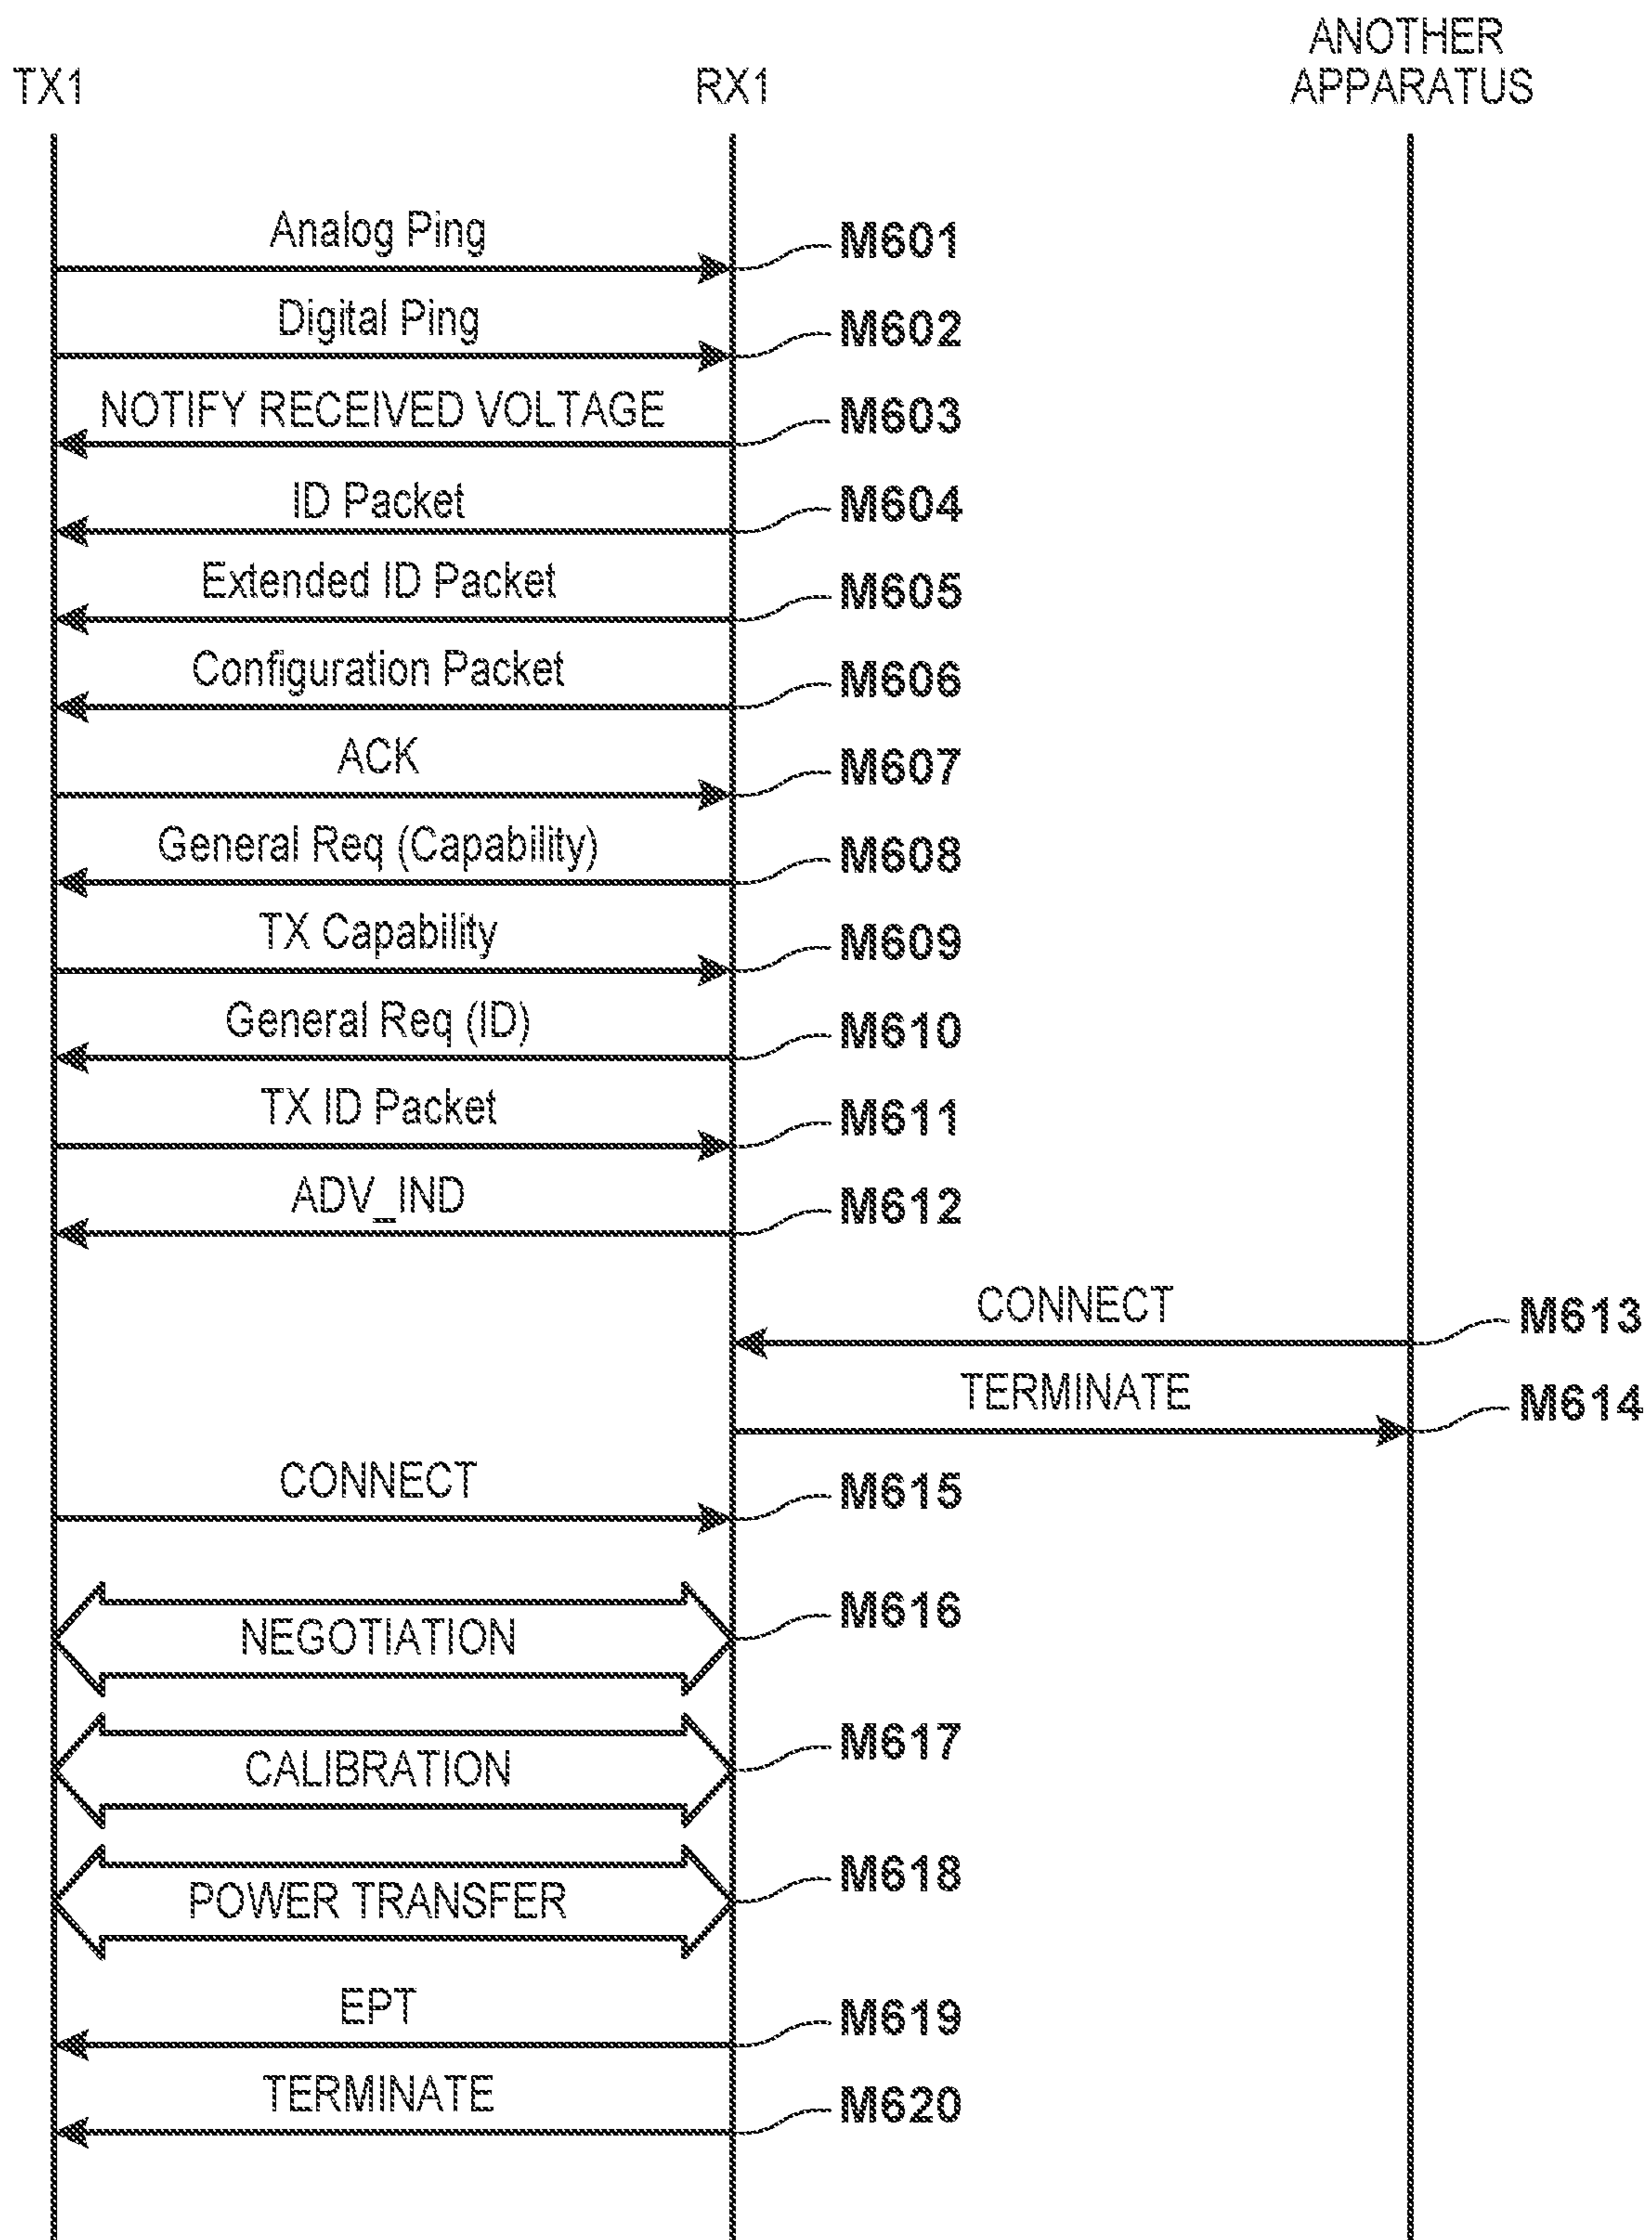 TX1
RX1
ANOTHER
APPARATUS
Analog Ping
M601
Digital Ping
M602
NOTIFY RECEIVED VOLTAGE
M603
ID Packet
M604
Extended ID Packet
M605
Configuration Packet
M606
ACK
M607
General Req (Capability)
M608
TX Capability
M609
General Req (ID)
M610
TX ID Packet
M611
ADV_IND
M612
CONNECT
M613
TERMINATE
M614
CONNECT
M615
NEGOTIATION
M616
CALIBRATION
M617
POWER TRANSFER
M618
EPT
M619
TERMINATE
M620